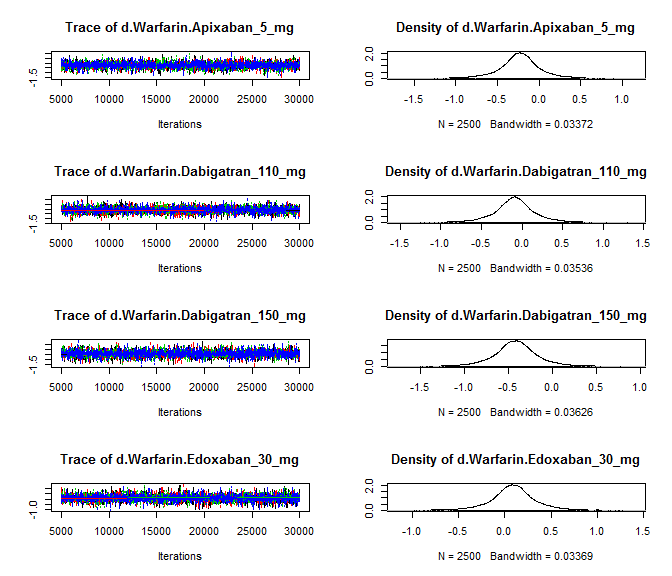 Trace of d.Warfarin.Apixaban_5_mg
-1.5
5000 10000 15000 20000 25000 30000
Iterations
Density of d.Warfarin.Apixaban_5_mg
0.0 2.0
-1.5 -1.0 -0.5 0.0 0.5 1.0
N = 2500 Bandwidth = 0.03372
Trace of d.Warfarin.Dabigatran_110_mg
-1.5
5000 10000 15000 20000 25000 30000
Iterations
Density of d.Warfarin.Dabigatran_110_mg
0.0 2.0
-1.5 -1.0 -0.5 0.0 0.5 1.0 1.5
N = 2500 Bandwidth = 0.03536
Trace of d.Warfarin.Dabigatran_150_mg
-1.5
5000 10000 15000 20000 25000 30000
Iterations
Density of d.Warfarin.Dabigatran_150_mg
0.0
-1.5 -1.0 -0.5 0.0 0.5 1.0
N = 2500 Bandwidth = 0.03626
Trace of d.Warfarin.Edoxaban_30_mg
-1.0
5000 10000 15000 20000 25000 30000
Iterations
Density of d.Warfarin.Edoxaban_30_mg
0.0 2.0
-1.0 -0.5 0.0 0.5 1.0 1.5
N = 2500 Bandwidth = 0.03369